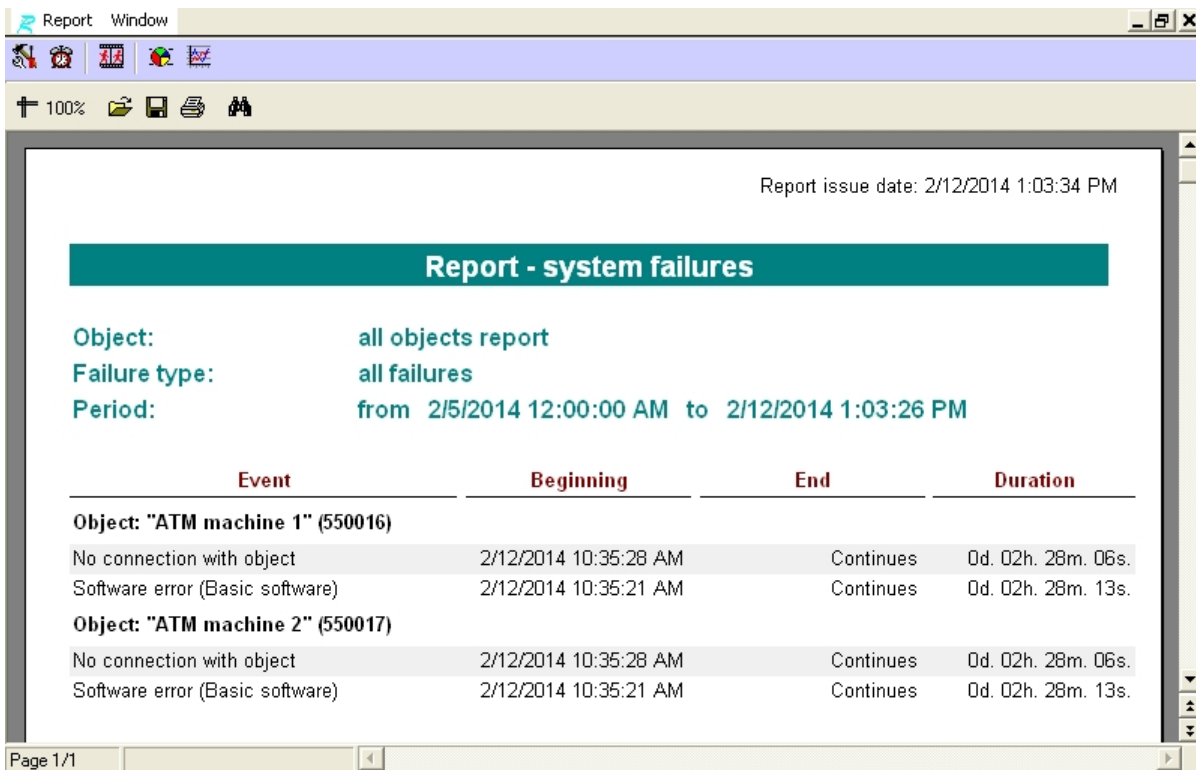 Report Window
100%
Report issue date: 2/12/2014 1:03:34 PM
Report - system failures
Object: all objects report
Failure type: all failures
Period: from 2/5/2014 12:00:00 AM to 2/12/2014 1:03:26 PM
Event Beginning End Duration
Object: "ATM machine 1" (550016)
No connection with object 2/12/2014 10:35:28 AM Continues 0d. 02h. 28m. 06s.
Software error (Basic software) 2/12/2014 10:35:21 AM Continues 0d. 02h. 28m. 13s.
Object: "ATM machine 2" (550017)
No connection with object 2/12/2014 10:35:28 AM Continues 0d. 02h. 28m. 06s.
Software error (Basic software) 2/12/2014 10:35:21 AM Continues 0d. 02h. 28m. 13s.
Page 1/1